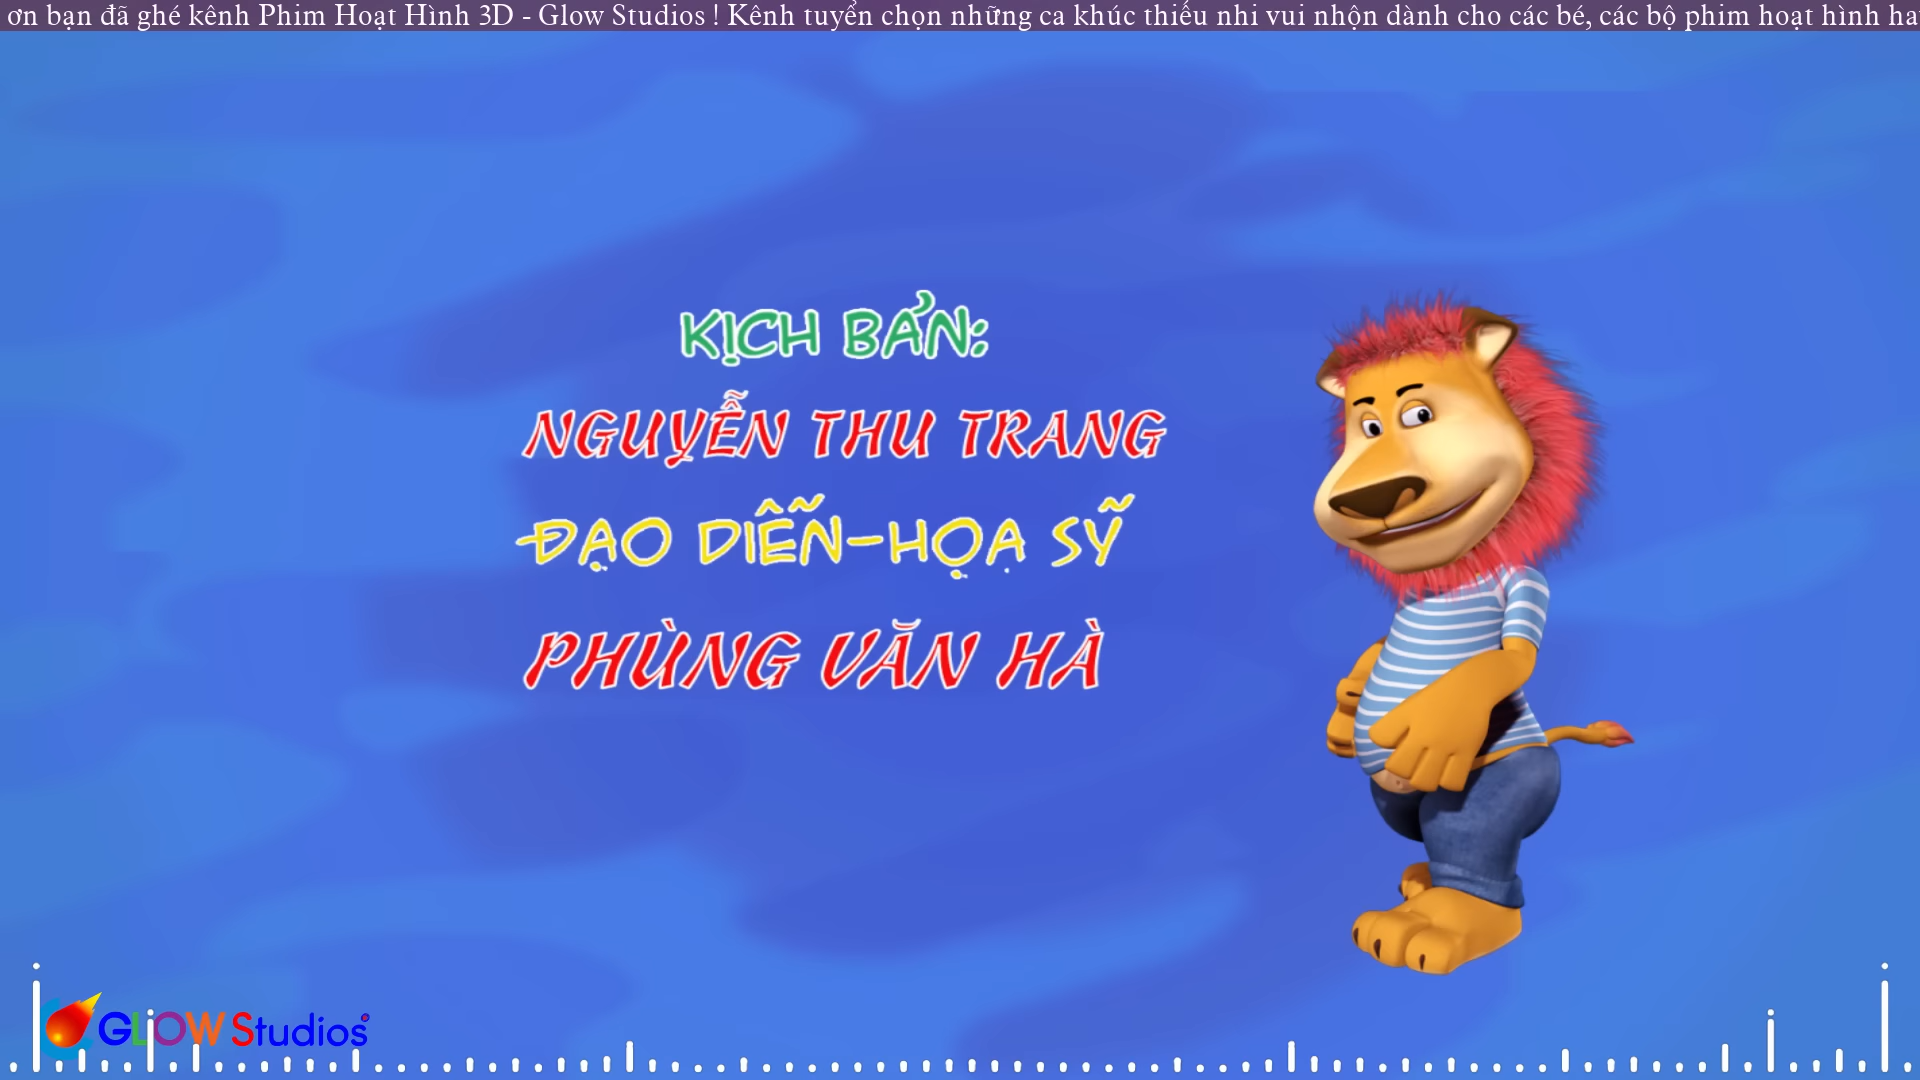 ơn bạn đã ghé kênh Phim Hoạt Hình 3D - Glow Studios ! Kênh tuyển chọn những ca khúc thiếu nhi vui nhộn dành cho các bé, các bộ phim hoạt hình hay
KỊCH BẢN:
NGUYỄN THU TRANG
ĐẠO DIỄN-HỌA SỸ
PHÙNG VĂN HÀ
GLOW Studios